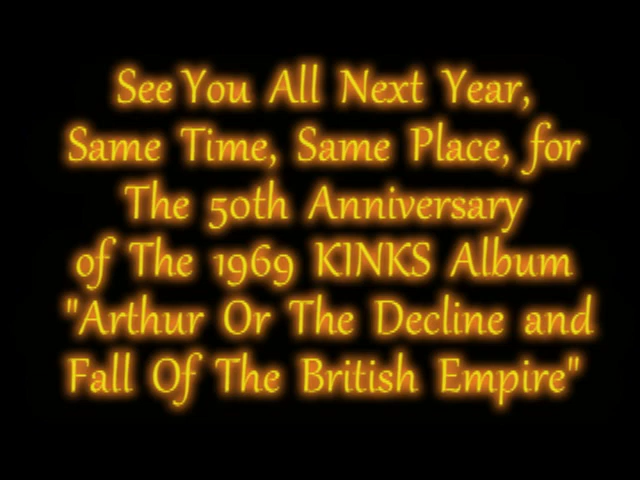 See You All Next Year,
Same Time, Same Place, for
The 50th Anniversary
of The 1969 KINKS Album
"Arthur Or The Decline and
Fall Of The British Empire"